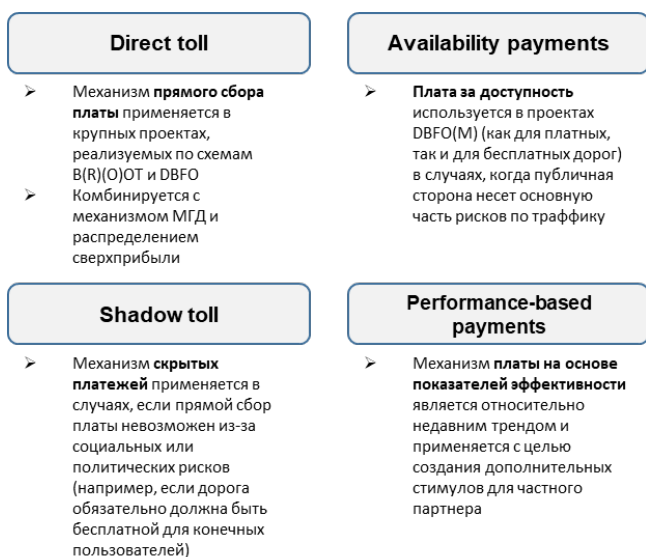 Direct toll
➢ Механизм прямого сбора
платы применяется в
крупных проектах,
реализуемых по схемам
B(R)(O)OT и DBFO
➢ Комбинируется с
механизмом МГД и
распределением
сверхприбыли
Availability payments
➢ Плата за доступность
используется в проектах
DBFO(M) (как для платных,
так и для бесплатных дорог)
в случаях, когда публичная
сторона несет основную
часть рисков по траффику
Shadow toll
➢ Механизм скрытых
платежей применяется в
случаях, если прямой сбор
платы невозможен из-за
социальных или
политических рисков
(например, если дорога
обязательно должна быть
бесплатной для конечных
пользователей)
Performance-based
payments
➢ Механизм платы на основе
показателей эффективности
является относительно
недавним трендом и
применяется с целью
создания дополнительных
стимулов для частного
партнера